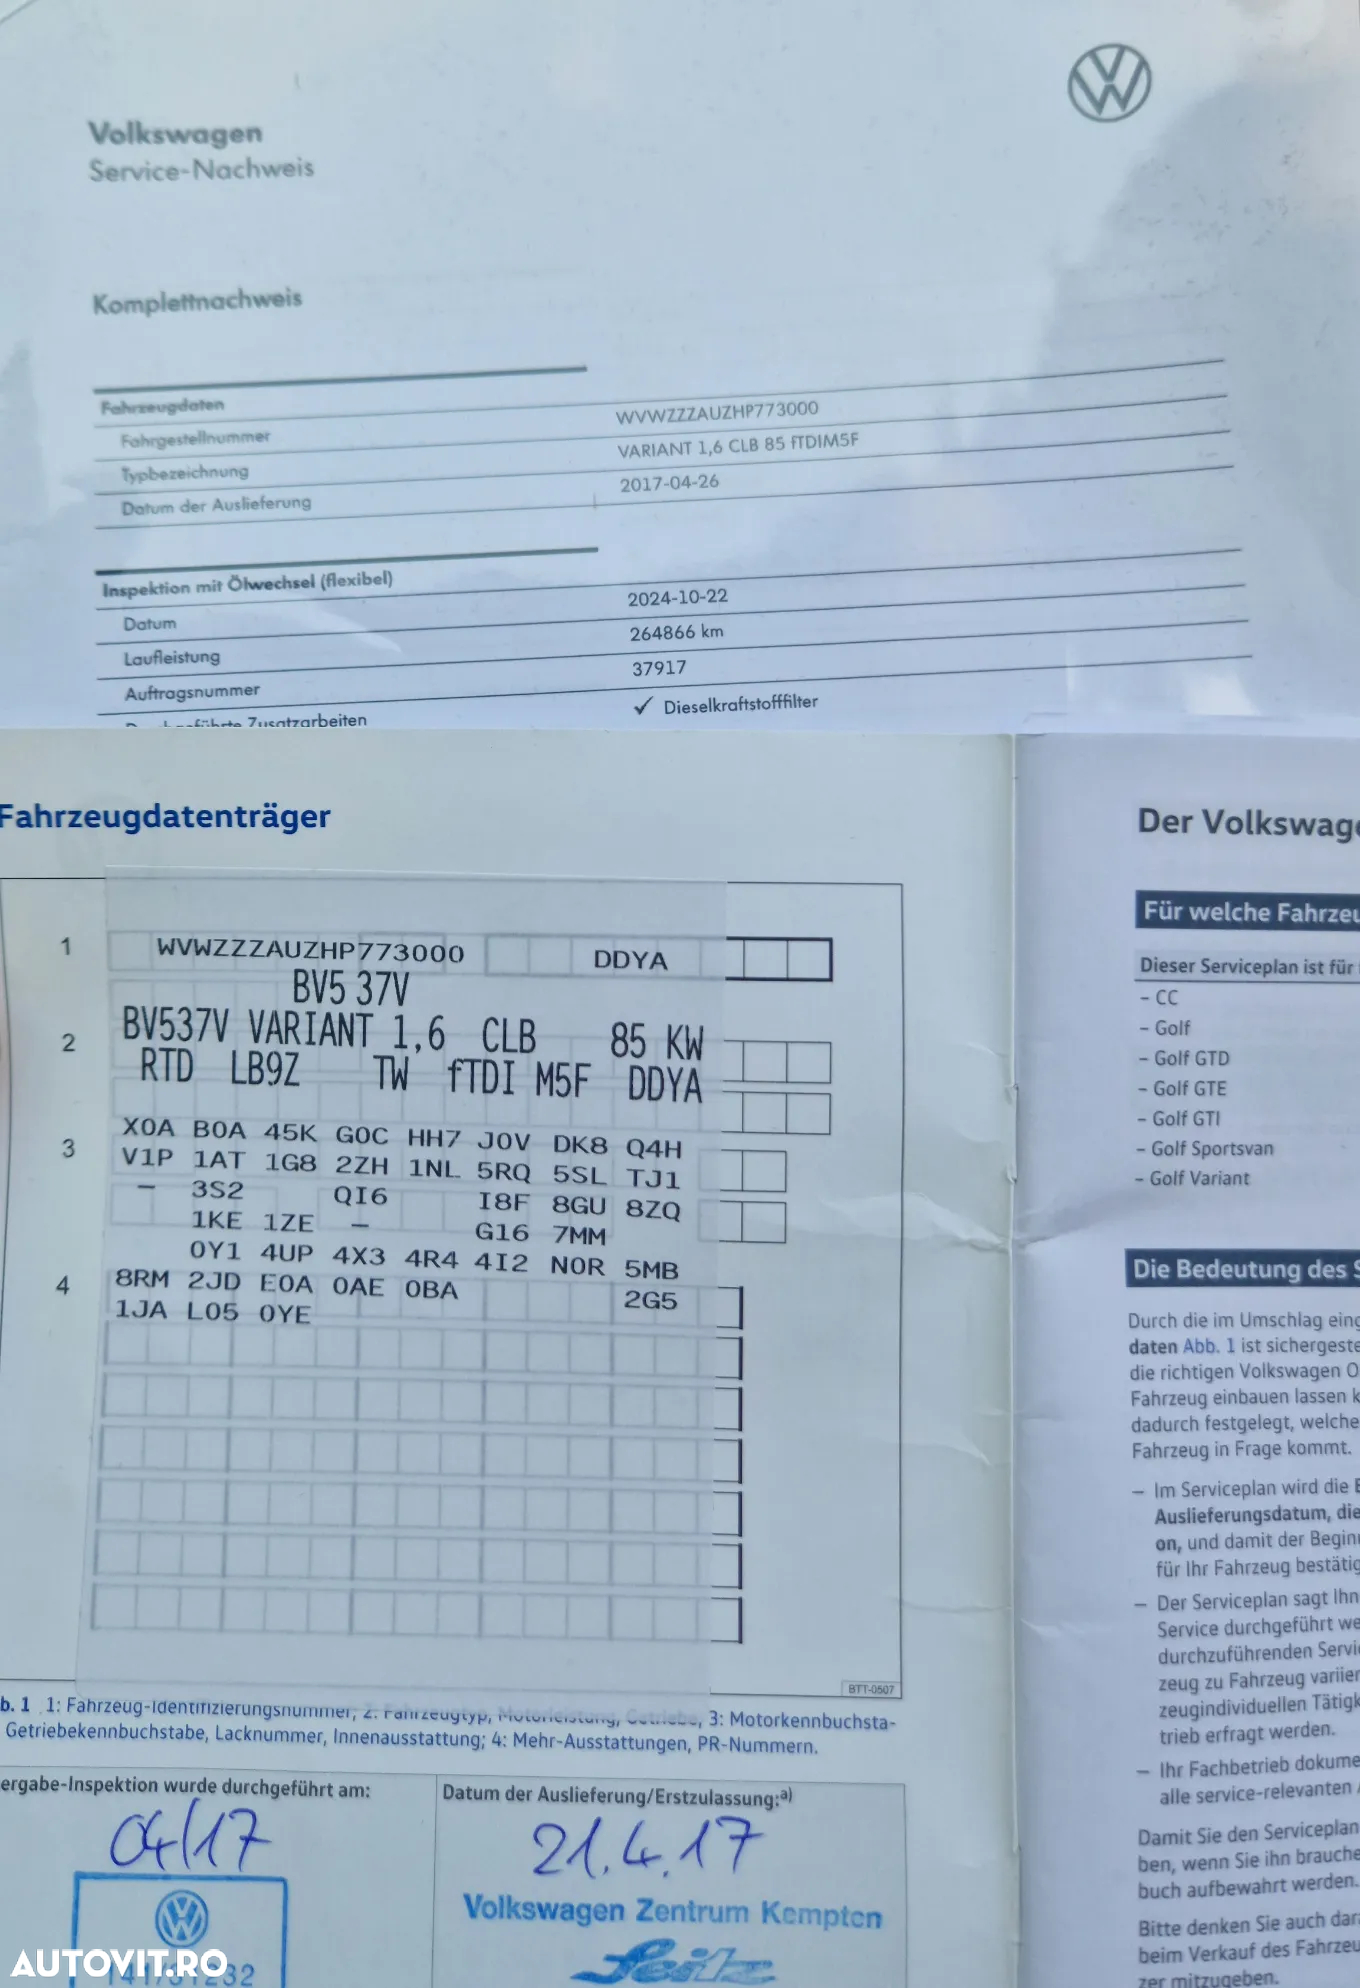 Volkswagen
Service-Nachweis
Komplettnachweis
Fahrzeugdaten
Fahrgestellnummer WVWZZZAUZHP773000
Typbezeichnung VARIANT 1,6 CLB 85 fTDIM5F
Datum der Auslieferung 2017-04-26
Inspektion mit Ölwechsel (flexibel)
Datum 2024-10-22
Laufleistung 264866 km
Auftragsnummer 37917
Zusatzarbeiten ✓ Dieselkraftstofffilter
Fahrzeugdatenträger
1 WVWZZZAUZHP773000 DDYA
BV5 37V
2 BV537V VARIANT 1,6 CLB 85 KW
RTD LB9Z TW fTDI M5F DDYA
X0A B0A 45K G0C HH7 J0V DK8 Q4H
3 V1P 1AT 1G8 2ZH 1NL 5RQ 5SL TJ1
- 3S2 QI6 I8F 8GU 8ZQ
1KE 1ZE - G16 7MM
0Y1 4UP 4X3 4R4 4I2 N0R 5MB
4 8RM 2JD E0A 0AE 0BA 2G5
1JA L05 0YE
BTT-0507
b. 1 1: Fahrzeug-Identifizierungsnummer; 2: Fahrzeugtyp, Motorleistung, Getriebe, 3: Motorkennbuchsta-
Getriebekennbuchstabe, Lacknummer, Innenausstattung; 4: Mehr-Ausstattungen, PR-Nummern.
ergabe-Inspektion wurde durchgeführt am:
04/17
Datum der Auslieferung/Erstzulassung:a)
21.4.17
Volkswagen Zentrum Kempten
Seitz
Der Volkswag
Für welche Fahrzeu
Dieser Serviceplan ist für
- CC
- Golf
- Golf GTD
- Golf GTE
- Golf GTI
- Golf Sportsvan
- Golf Variant
Die Bedeutung des S
Durch die im Umschlag eing
daten Abb. 1 ist sichergeste
die richtigen Volkswagen O
Fahrzeug einbauen lassen k
dadurch festgelegt, welche
Fahrzeug in Frage kommt.
– Im Serviceplan wird die
Auslieferungsdatum, die
on, und damit der Begin
für Ihr Fahrzeug bestätig
– Der Serviceplan sagt Ihn
Service durchgeführt we
durchzuführenden Servi
zeug zu Fahrzeug variier
zeugindividuellen Tätigk
trieb erfragt werden.
– Ihr Fachbetrieb dokume
alle service-relevanten
Damit Sie den Serviceplan
ben, wenn Sie ihn brauche
buch aufbewahrt werden.
Bitte denken Sie auch dara
beim Verkauf des Fahrzeu
zer mitzugeben.
AUTOVIT.RO